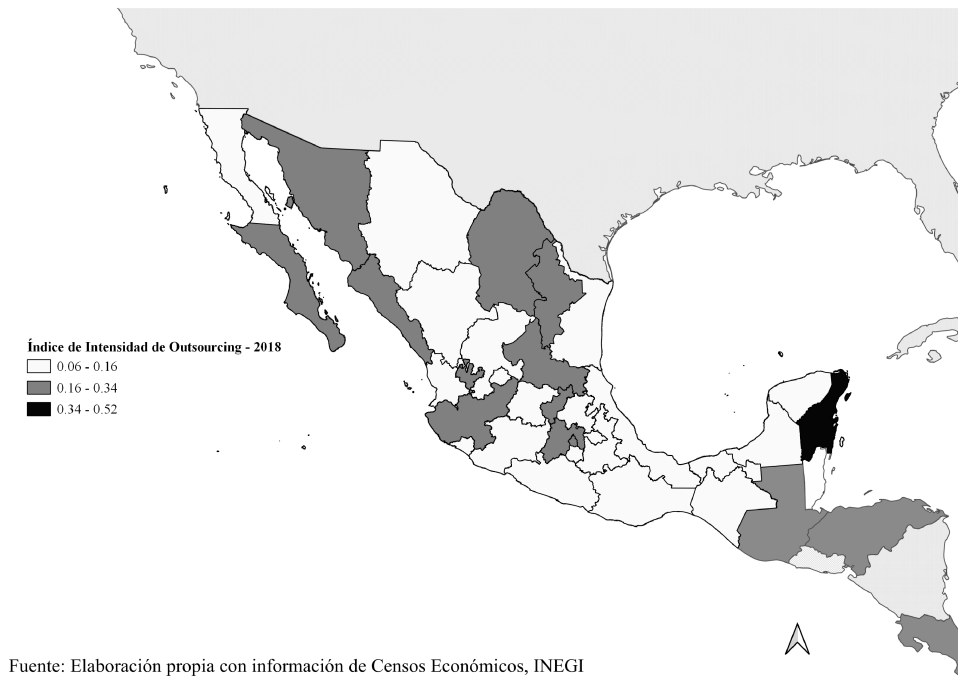 Índice de Intensidad de Outsourcing - 2018
0.06 - 0.16
0.16 - 0.34
0.34 - 0.52
Fuente: Elaboración propia con información de Censos Económicos, INEGI